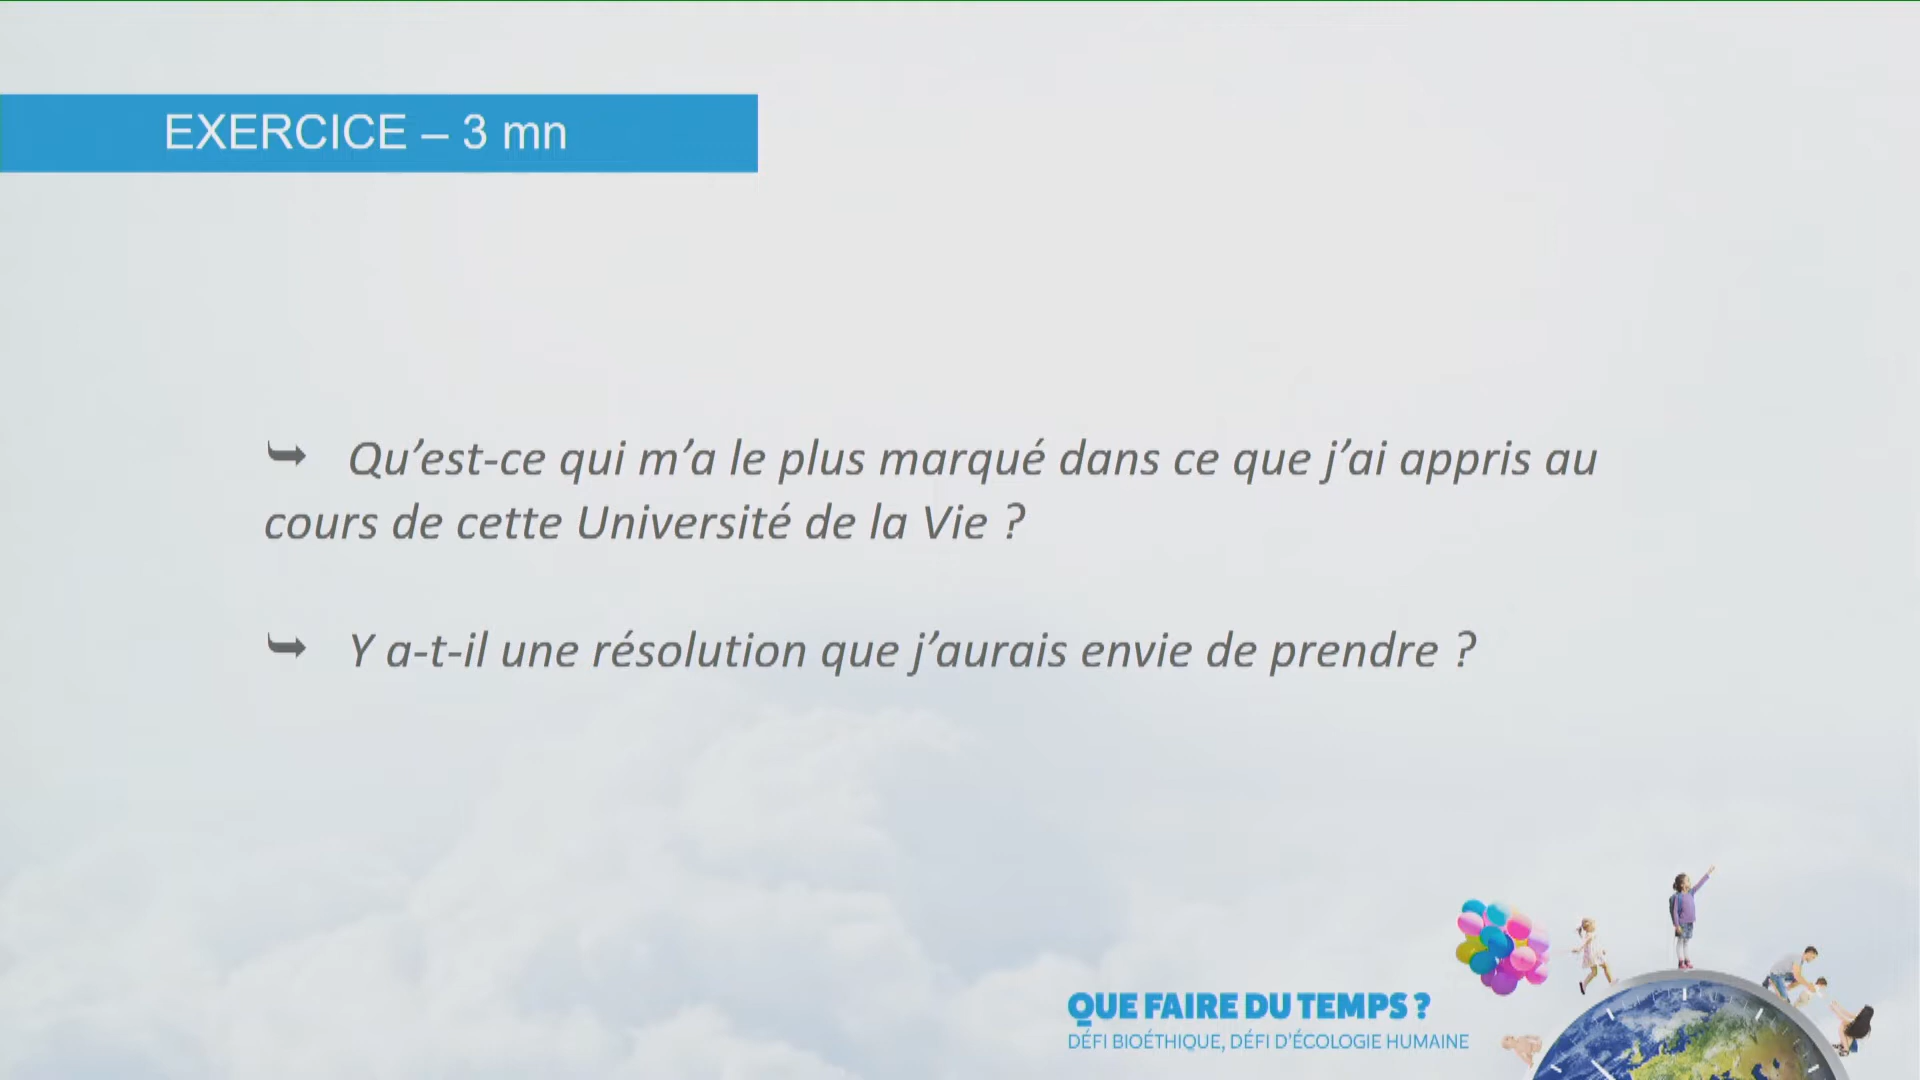 EXERCICE – 3 mn
➥ Qu’est-ce qui m’a le plus marqué dans ce que j’ai appris au
cours de cette Université de la Vie ?
➥ Y a-t-il une résolution que j’aurais envie de prendre ?
QUE FAIRE DU TEMPS ?
DÉFI BIOÉTHIQUE, DÉFI D'ÉCOLOGIE HUMAINE